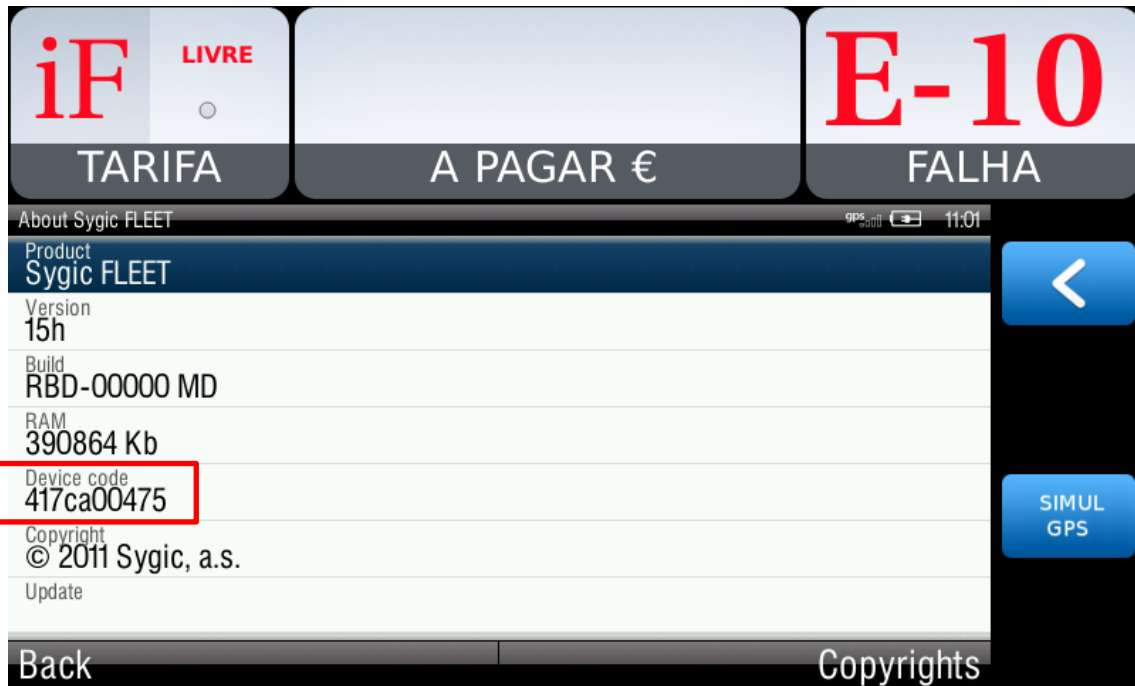 iF
LIVRE
E-10
TARIFA
A PAGAR €
FALHA
About Sygic FLEET
gps
11:01
Product
Sygic FLEET
Version
15h
Build
RBD-00000 MD
RAM
390864 Kb
Device code
417ca00475
SIMUL
GPS
Copyright
© 2011 Sygic, a.s.
Update
Back
Copyrights